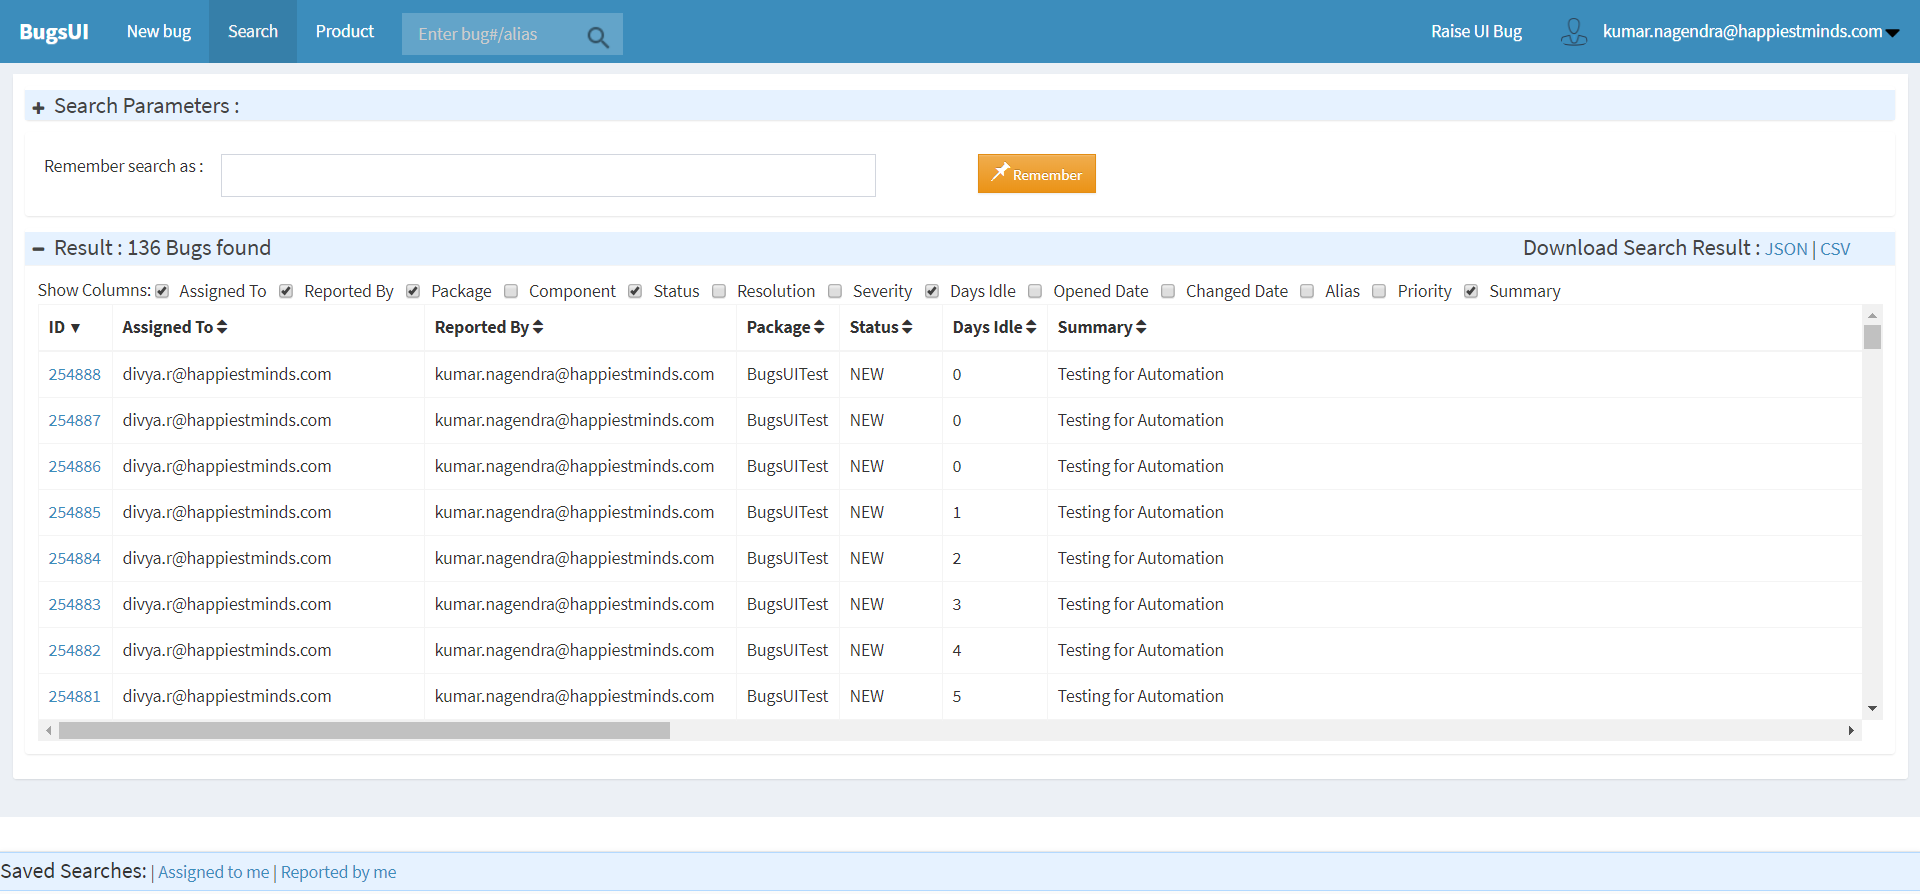 BugsUI New bug Search Product Enter bug#/alias Raise UI Bug kumar.nagendra@happiestminds.com
Search Parameters :
Remember search as : Remember
Result : 136 Bugs found Download Search Result : JSON | CSV
Show Columns: Assigned To Reported By Package Component Status Resolution Severity Days Idle Opened Date Changed Date Alias Priority Summary
ID Assigned To Reported By Package Status Days Idle Summary
254888 divya.r@happiestminds.com kumar.nagendra@happiestminds.com BugsUITest NEW 0 Testing for Automation
254887 divya.r@happiestminds.com kumar.nagendra@happiestminds.com BugsUITest NEW 0 Testing for Automation
254886 divya.r@happiestminds.com kumar.nagendra@happiestminds.com BugsUITest NEW 0 Testing for Automation
254885 divya.r@happiestminds.com kumar.nagendra@happiestminds.com BugsUITest NEW 1 Testing for Automation
254884 divya.r@happiestminds.com kumar.nagendra@happiestminds.com BugsUITest NEW 2 Testing for Automation
254883 divya.r@happiestminds.com kumar.nagendra@happiestminds.com BugsUITest NEW 3 Testing for Automation
254882 divya.r@happiestminds.com kumar.nagendra@happiestminds.com BugsUITest NEW 4 Testing for Automation
254881 divya.r@happiestminds.com kumar.nagendra@happiestminds.com BugsUITest NEW 5 Testing for Automation
Saved Searches: | Assigned to me | Reported by me